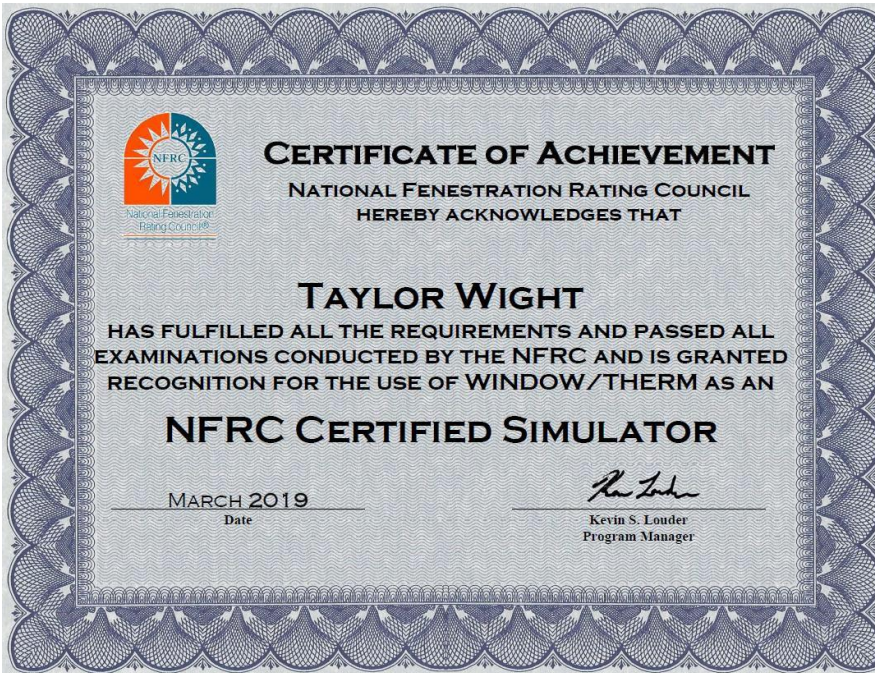 NFRC
National Fenestration
Rating Council®
CERTIFICATE OF ACHIEVEMENT
NATIONAL FENESTRATION RATING COUNCIL
HEREBY ACKNOWLEDGES THAT
TAYLOR WIGHT
HAS FULFILLED ALL THE REQUIREMENTS AND PASSED ALL
EXAMINATIONS CONDUCTED BY THE NFRC AND IS GRANTED
RECOGNITION FOR THE USE OF WINDOW/THERM AS AN
NFRC CERTIFIED SIMULATOR
MARCH 2019
Date
Kevin S. Louder
Program Manager